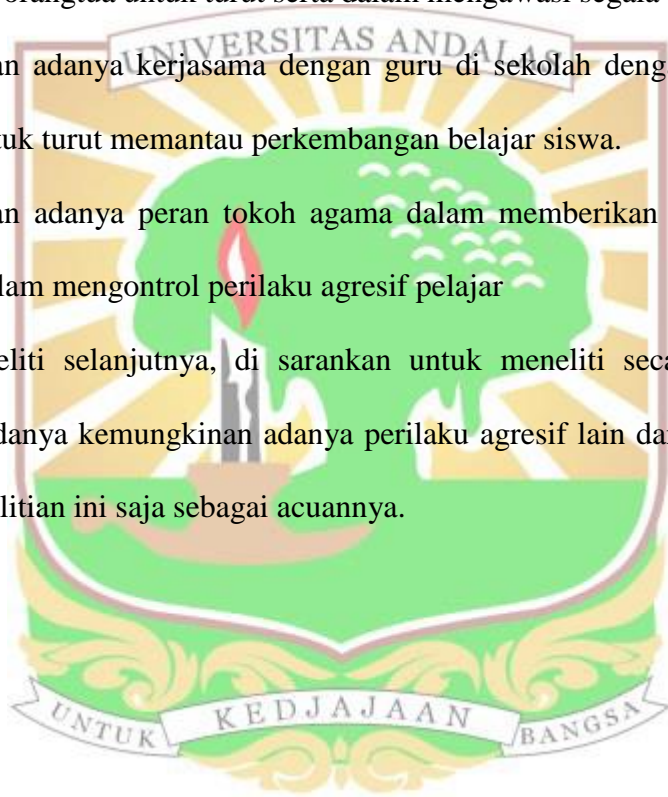 orangtua untuk turut serta dalam mengawasi segala
UNIVERSITAS ANDALAS
an adanya kerjasama dengan guru di sekolah deng
tuk turut memantau perkembangan belajar siswa.
an adanya peran tokoh agama dalam memberikan
lam mengontrol perilaku agresif pelajar
eliti selanjutnya, di sarankan untuk meneliti seca
danya kemungkinan adanya perilaku agresif lain dar
litian ini saja sebagai acuannya.
UNTUK KEDJAJAAN BANGSA